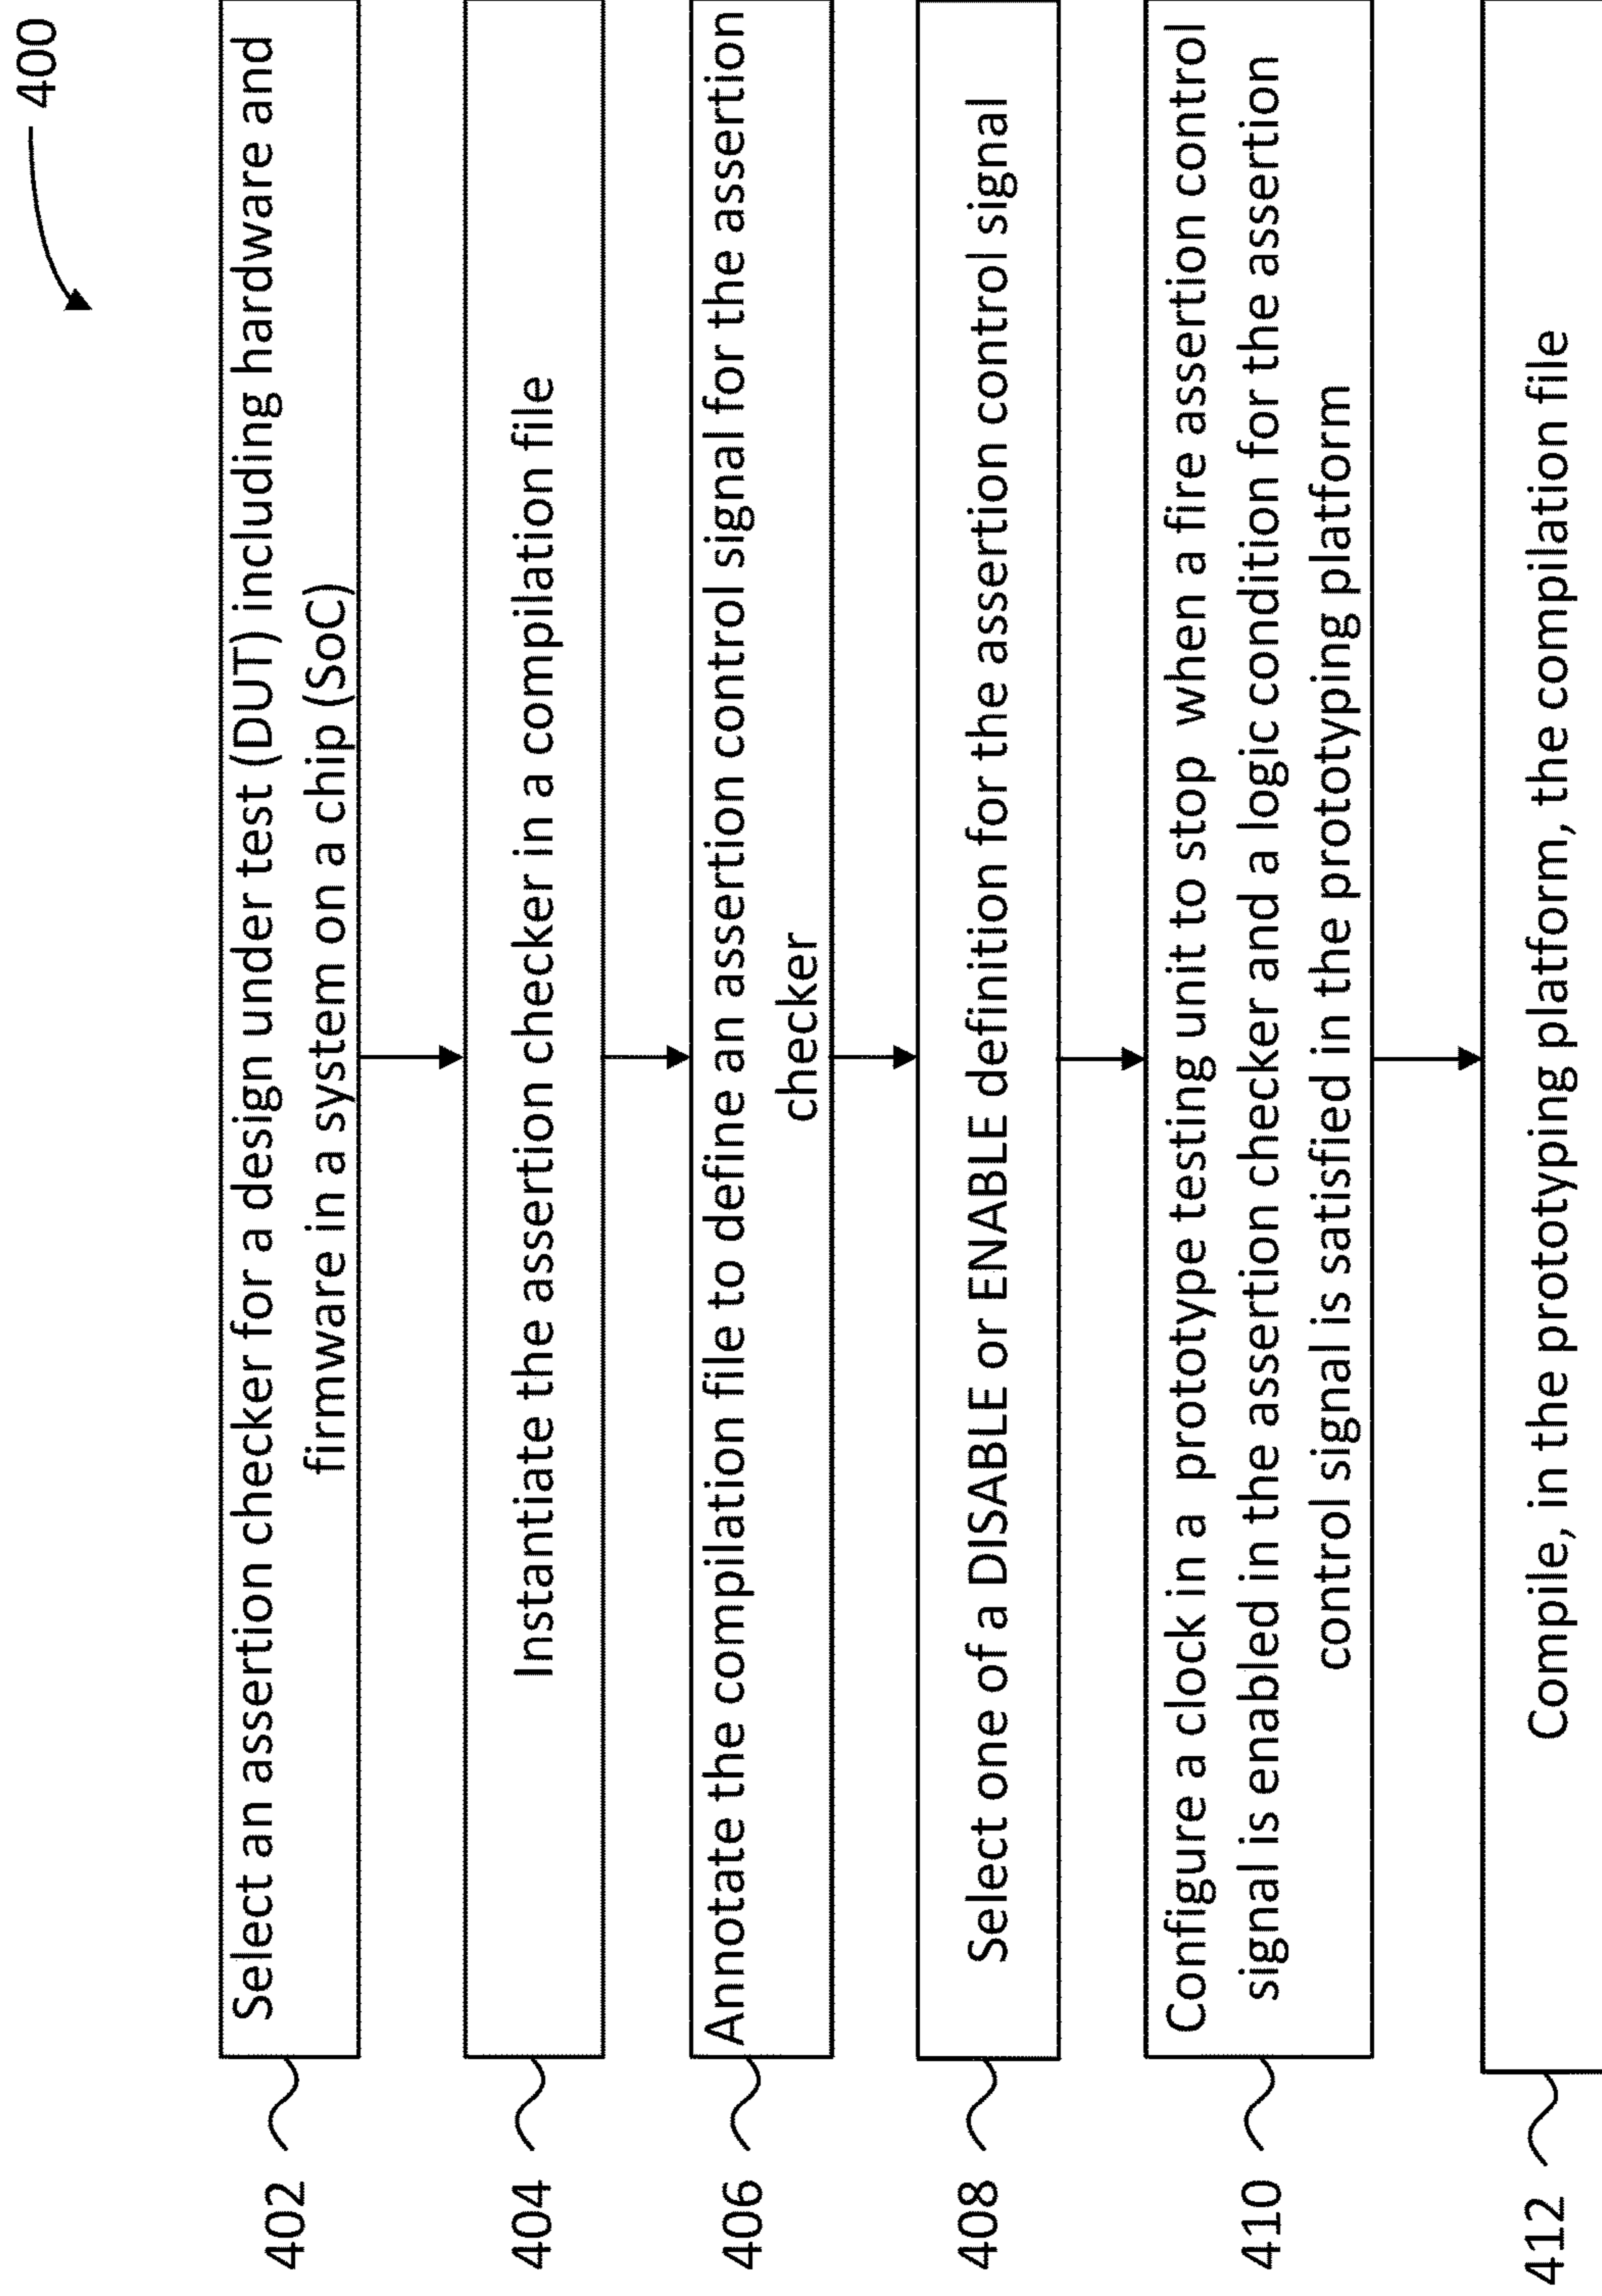 400
402
Select an assertion checker for a design under test (DUT) including hardware and
firmware in a system on a chip (SoC)
404
Instantiate the assertion checker in a compilation file
406
Annotate the compilation file to define an assertion control signal for the assertion
checker
408
Select one of a DISABLE or ENABLE definition for the assertion control signal
410
Configure a clock in a prototype testing unit to stop when a fire assertion control
signal is enabled in the assertion checker and a logic condition for the assertion
control signal is satisfied in the prototyping platform
412
Compile, in the prototyping platform, the compilation file